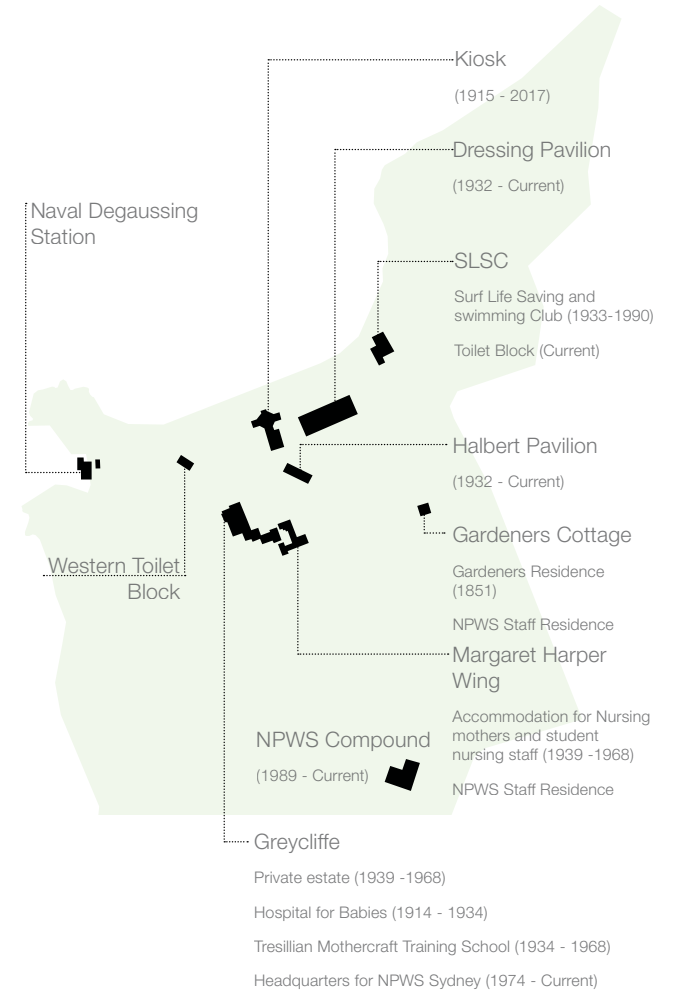 Kiosk
(1915 - 2017)
Dressing Pavilion
(1932 - Current)
Naval Degaussing
Station
SLSC
Surf Life Saving and
swimming Club (1933-1990)
Toilet Block (Current)
Halbert Pavilion
(1932 - Current)
Gardeners Cottage
Gardeners Residence
(1851)
NPWS Staff Residence
Western Toilet
Block
Margaret Harper
Wing
Accommodation for Nursing
mothers and student
nursing staff (1939 -1968)
NPWS Staff Residence
NPWS Compound
(1989 - Current)
Greycliffe
Private estate (1939 -1968)
Hospital for Babies (1914 - 1934)
Tresillian Mothercraft Training School (1934 - 1968)
Headquarters for NPWS Sydney (1974 - Current)